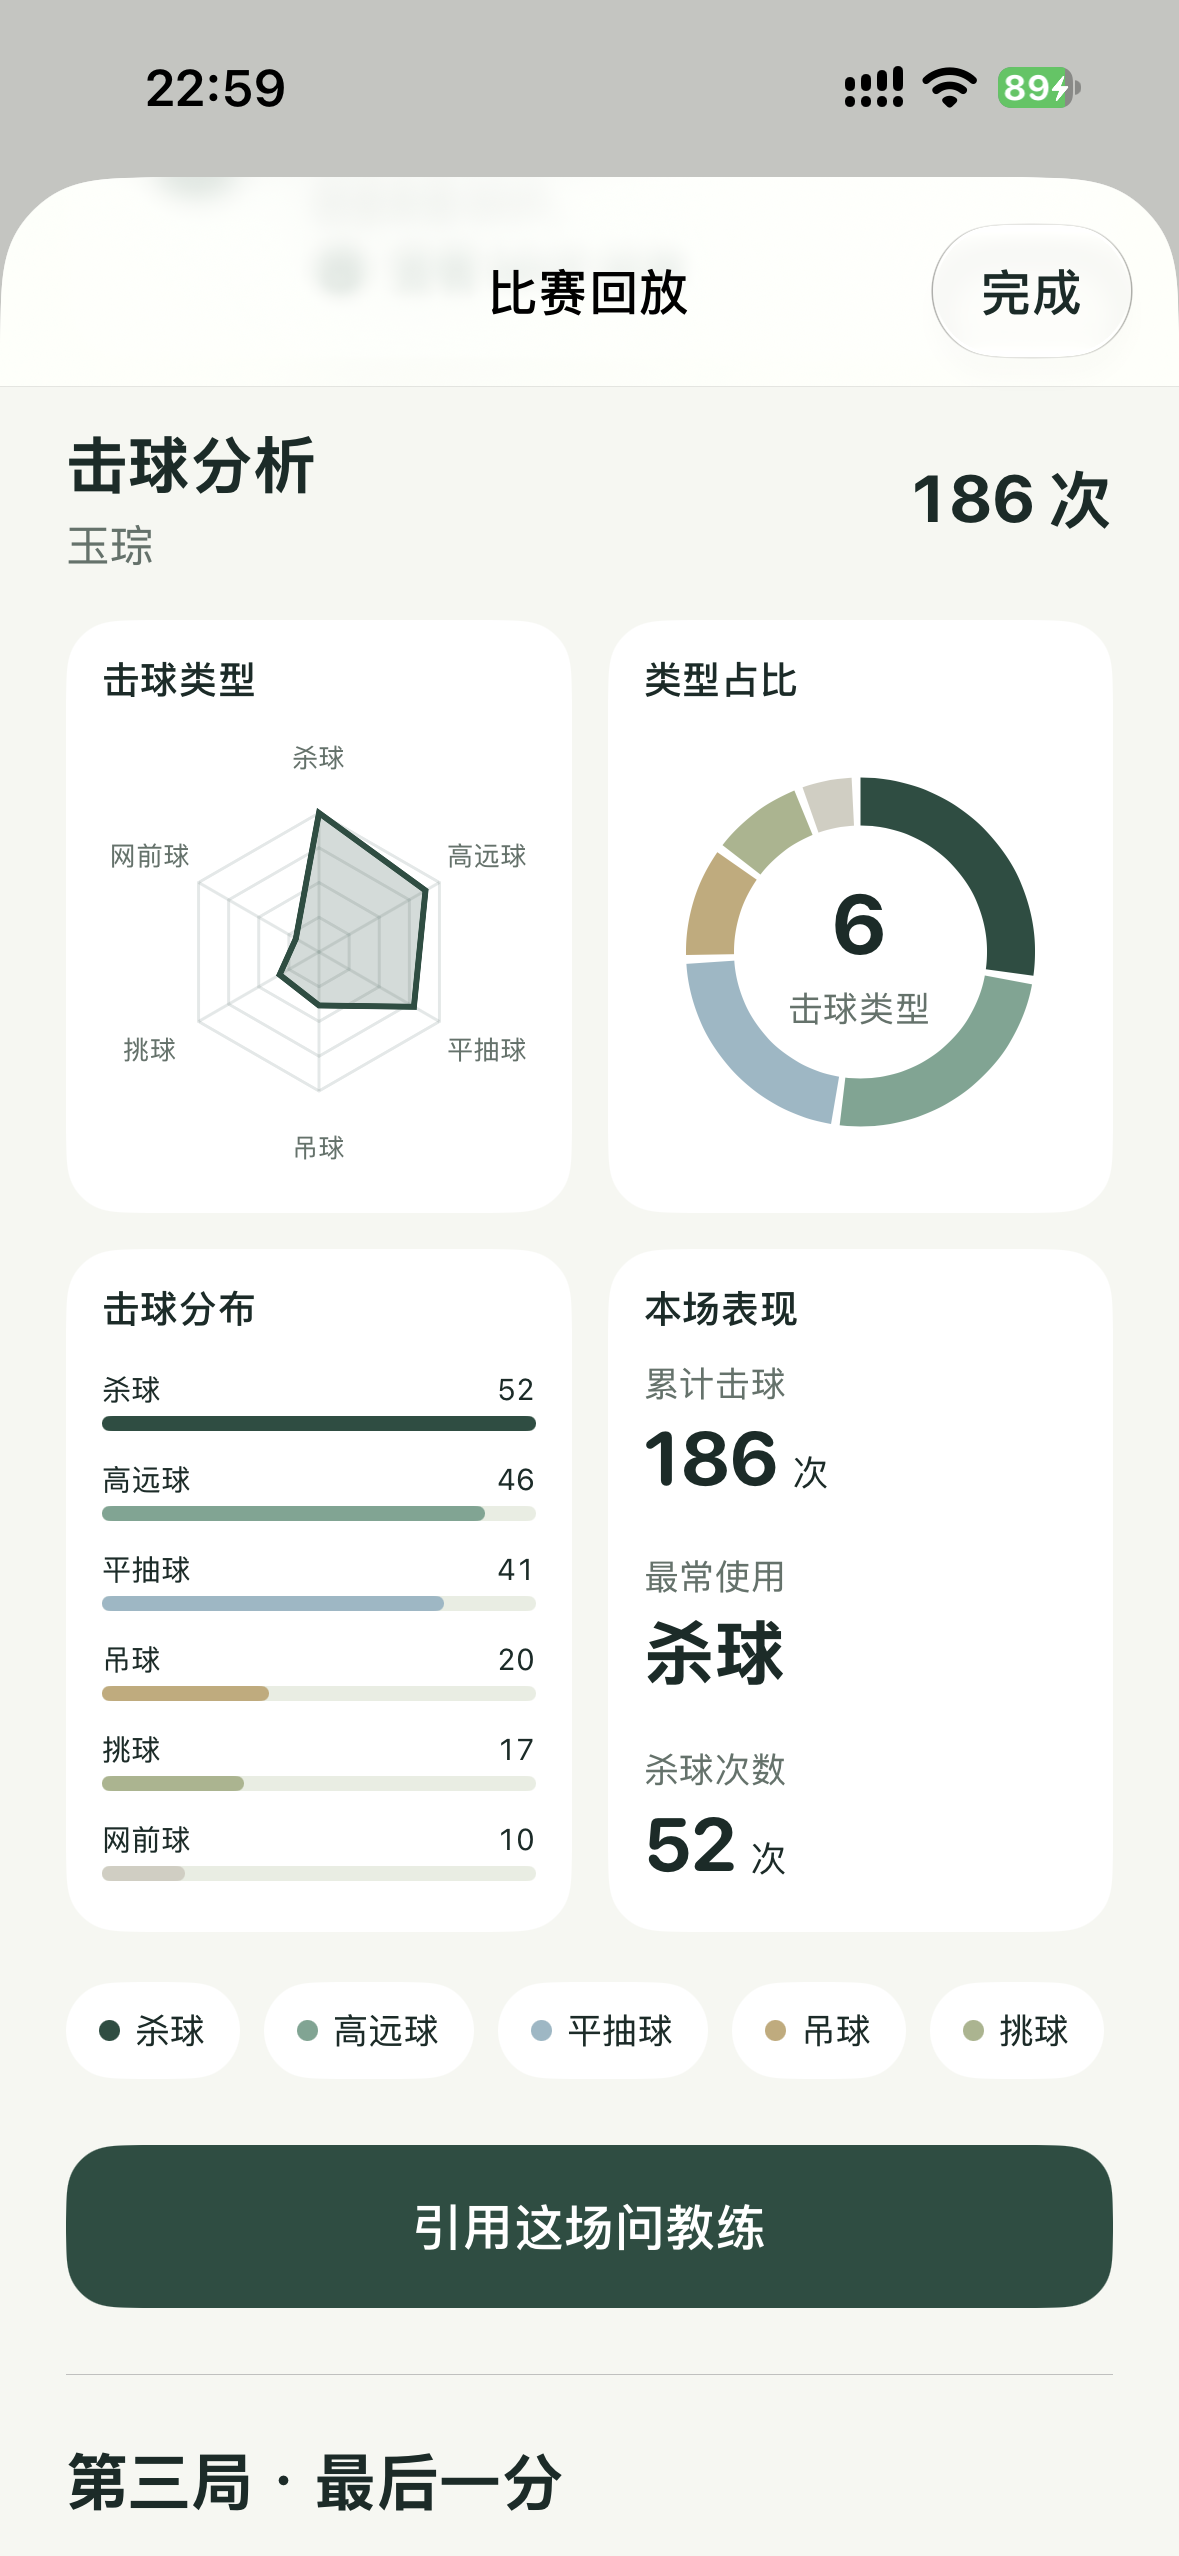 22:59
89
比赛回放
完成
击球分析
玉琮
186 次
击球类型
杀球
网前球
高远球
挑球
平抽球
吊球
类型占比
6
击球类型
击球分布
杀球 52
高远球 46
平抽球 41
吊球 20
挑球 17
网前球 10
本场表现
累计击球
186 次
最常使用
杀球
杀球次数
52 次
杀球
高远球
平抽球
吊球
挑球
引用这场问教练
第三局 · 最后一分